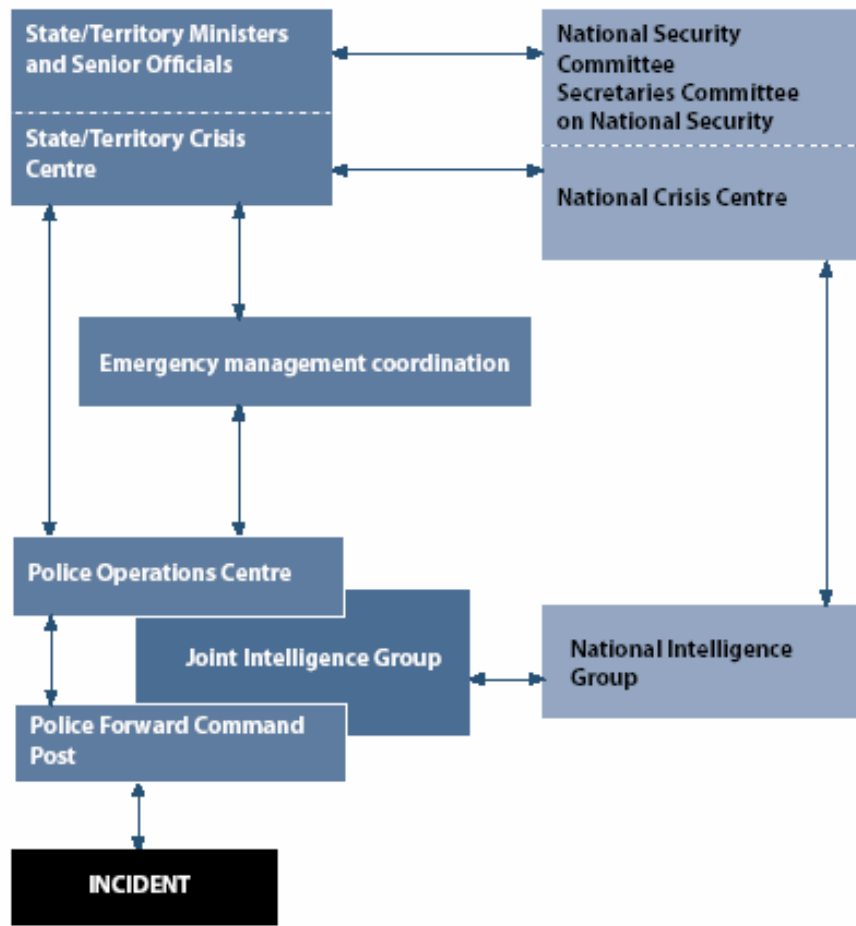 State/Territory Ministers
and Senior Officials
State/Territory Crisis
Centre
National Security
Committee
Secretaries Committee
on National Security
National Crisis Centre
Emergency management coordination
Police Operations Centre
Joint Intelligence Group
National Intelligence
Group
Police Forward Command
Post
INCIDENT